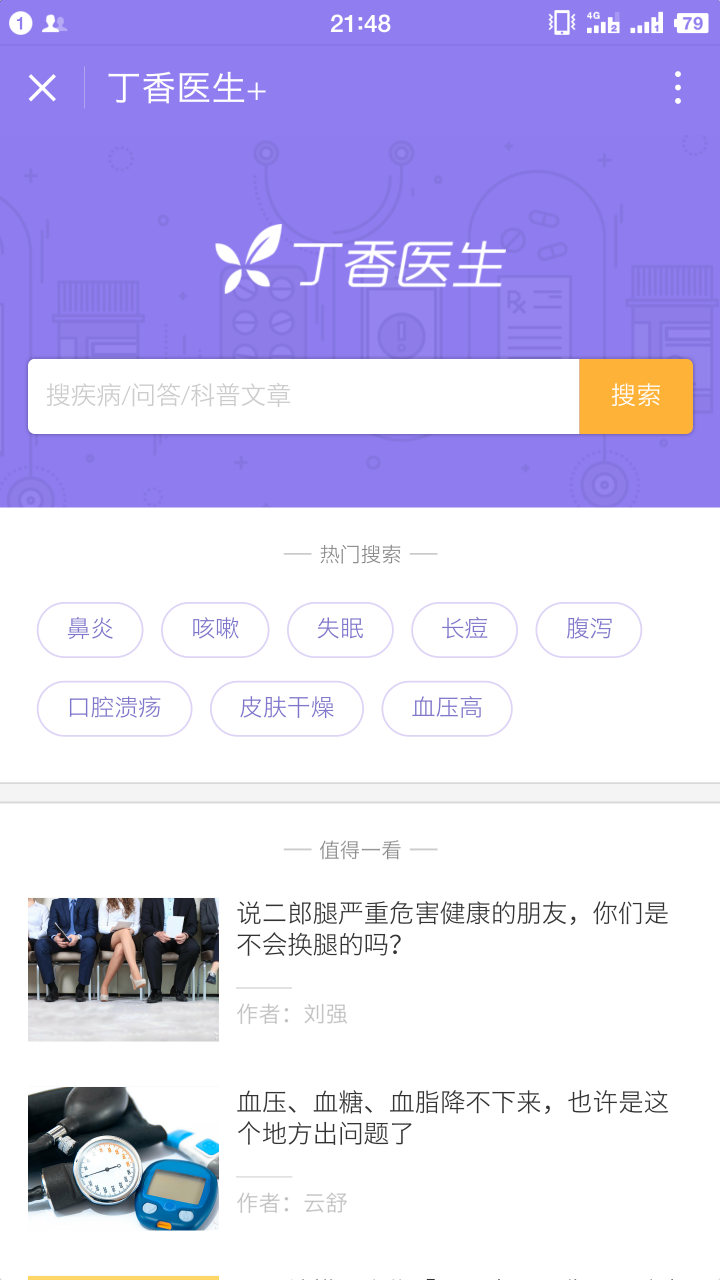 1
21:48
4G
2
1
79
丁香医生+
丁香医生
搜疾病/问答/科普文章
搜索
热门搜索
鼻炎
咳嗽
失眠
长痘
腹泻
口腔溃疡
皮肤干燥
血压高
值得一看
说二郎腿严重危害健康的朋友，你们是
不会换腿的吗？
作者：刘强
血压、血糖、血脂降不下来，也许是这
个地方出问题了
作者：云舒